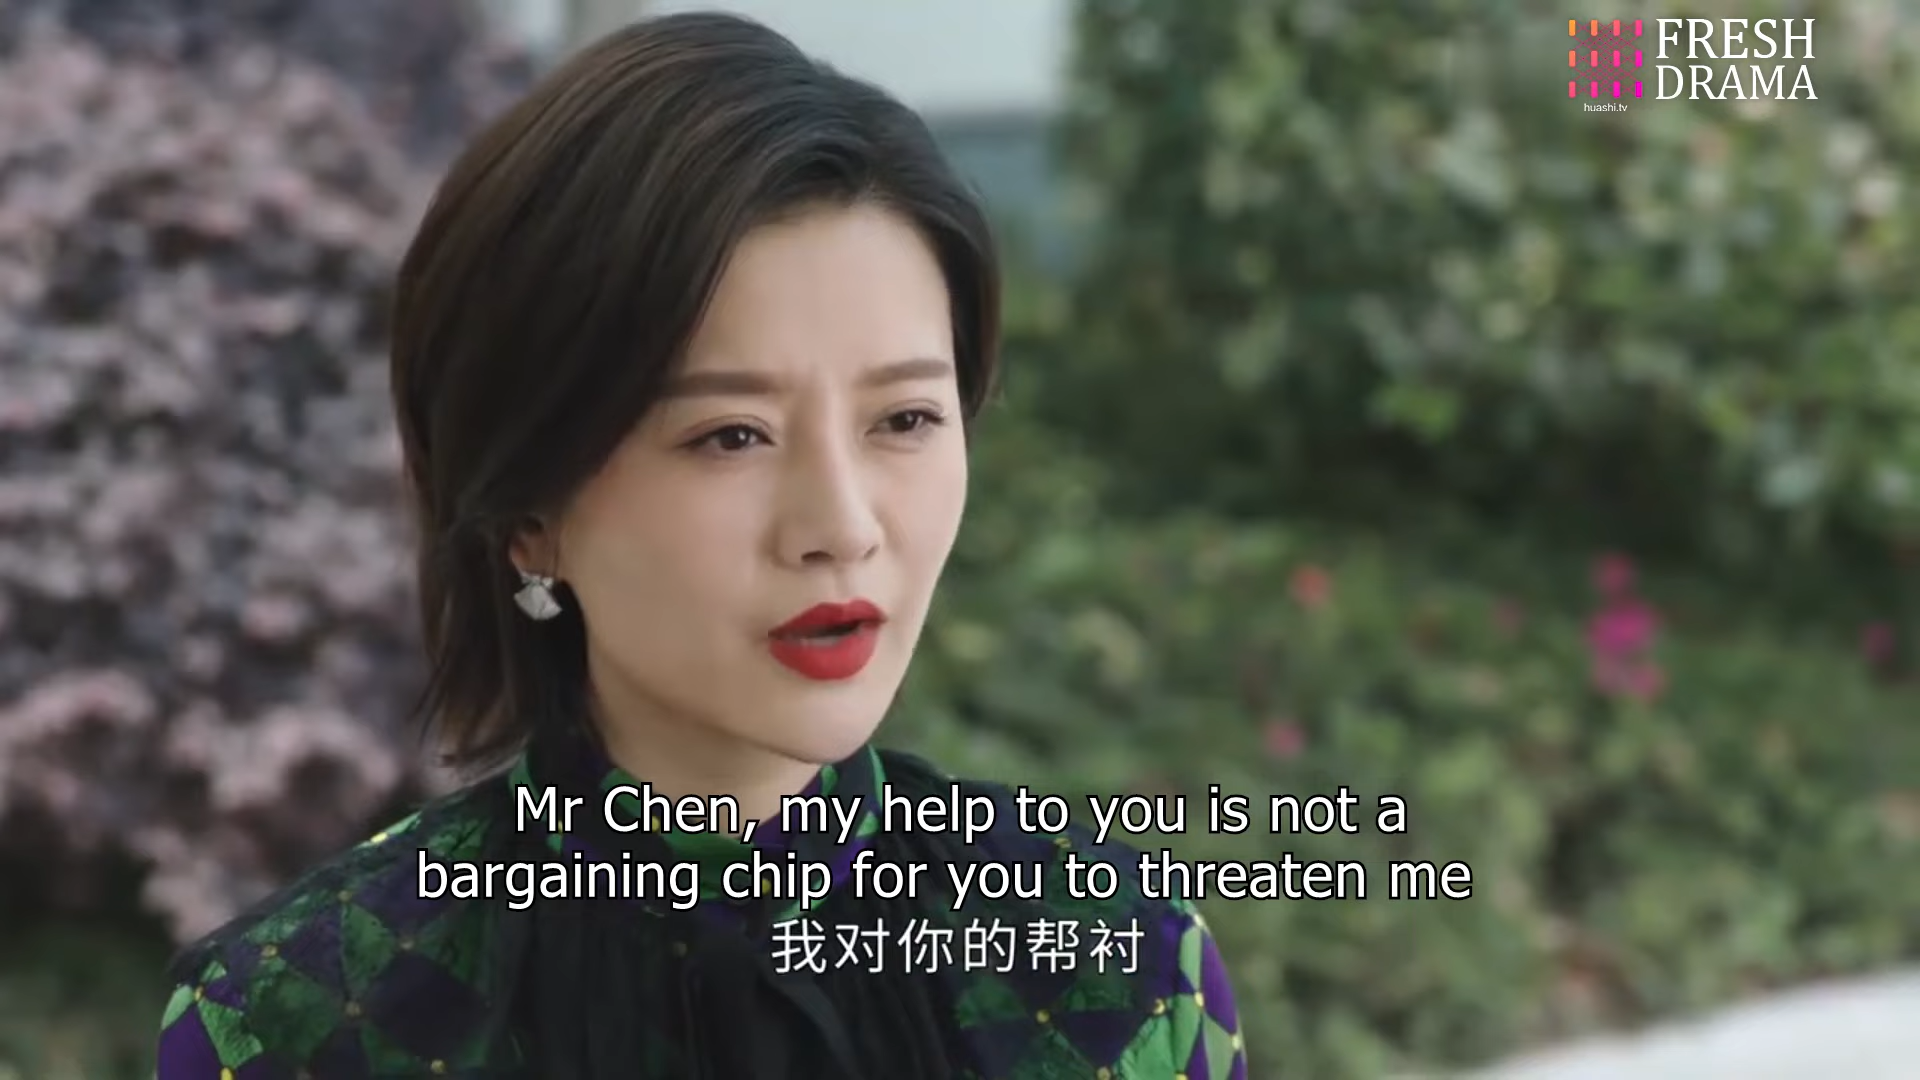 FRESH
DRAMA
huashi.tv
Mr Chen, my help to you is not a
bargaining chip for you to threaten me
我对你的帮衬